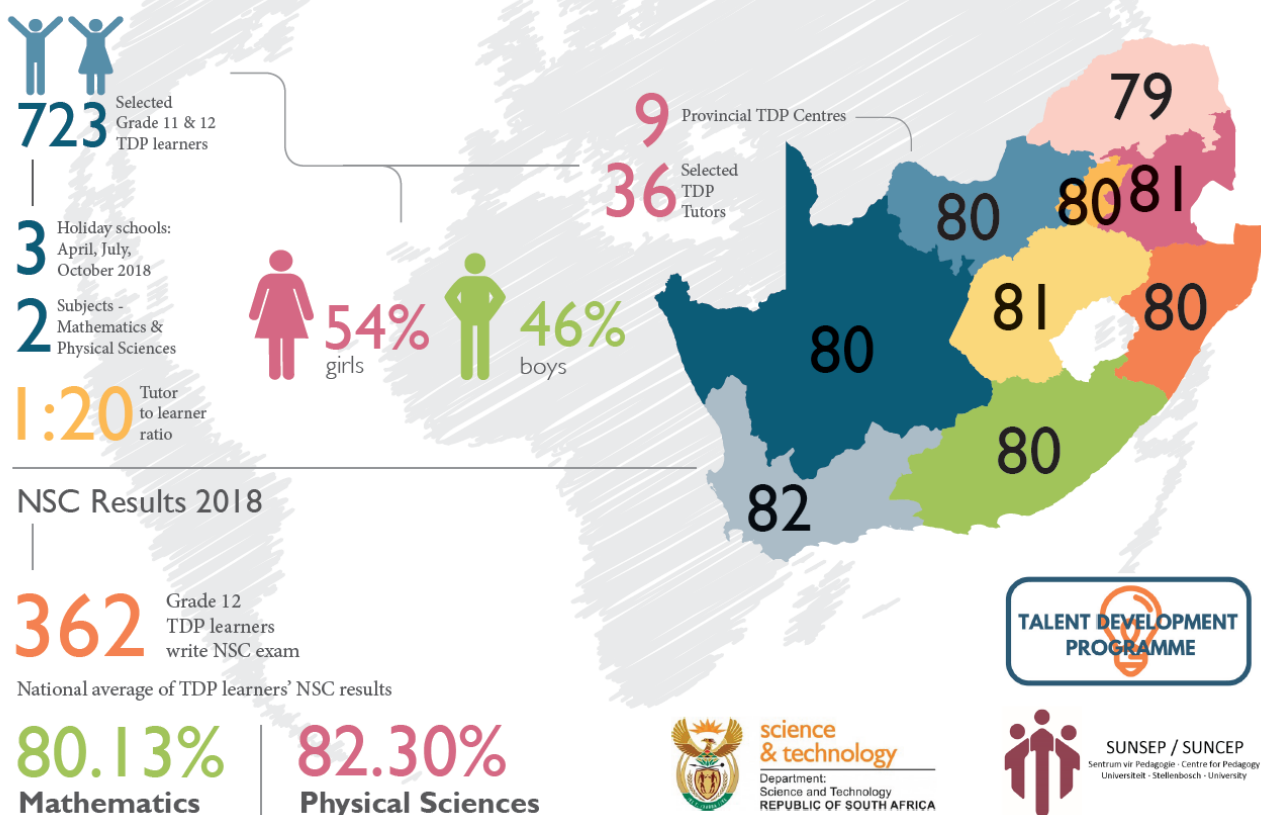 723
Selected
Grade 11 & 12
TDP learners
3
Holiday schools:
April, July,
October 2018
2
Subjects -
Mathematics &
Physical Sciences
1:20
Tutor
to learner
ratio
54%
girls
46%
boys
9
Provincial TDP Centres
36
Selected
TDP
Tutors
79
80
80
81
81
80
80
80
82
NSC Results 2018
362
Grade 12
TDP learners
write NSC exam
National average of TDP learners' NSC results
80.13%
Mathematics
82.30%
Physical Sciences
TALENT DEVELOPMENT
PROGRAMME
science
& technology
Department:
Science and Technology
REPUBLIC OF SOUTH AFRICA
SUNSEP / SUNCEP
Sentrum vir Pedagogie · Centre for Pedagogy
Universiteit · Stellenbosch · University